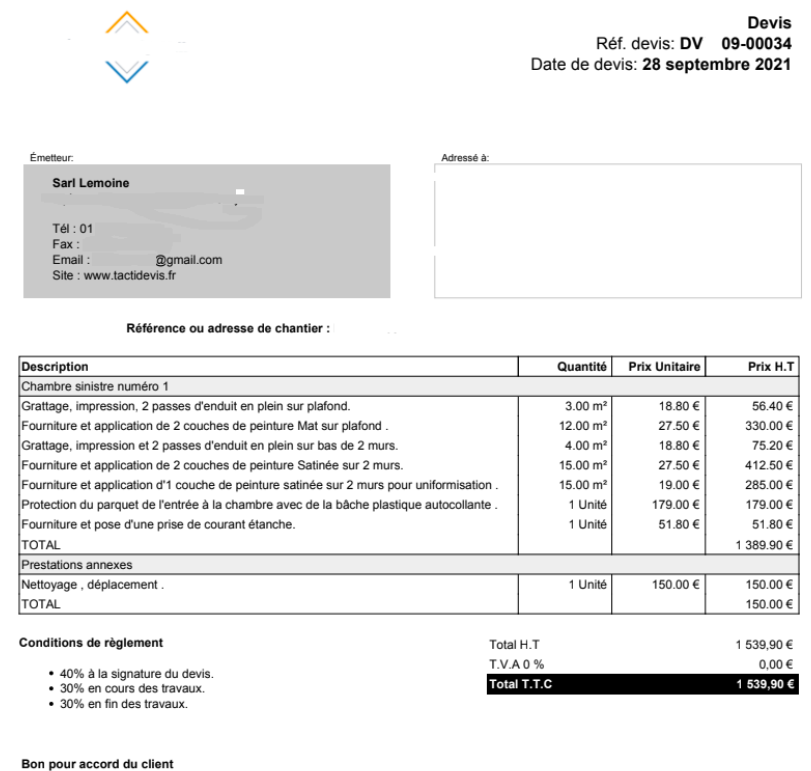 Devis
Réf. devis: DV 09-00034
Date de devis: 28 septembre 2021
Émetteur:
Adressé à:
Sarl Lemoine
Tél : 01
Fax :
Email : @gmail.com
Site : www.tactidevis.fr
Référence ou adresse de chantier :
Description Quantité Prix Unitaire Prix H.T
Chambre sinistre numéro 1
Grattage, impression, 2 passes d'enduit en plein sur plafond. 3.00 m² 18.80 € 56.40 €
Fourniture et application de 2 couches de peinture Mat sur plafond . 12.00 m² 27.50 € 330.00 €
Grattage, impression et 2 passes d'enduit en plein sur bas de 2 murs. 4.00 m² 18.80 € 75.20 €
Fourniture et application de 2 couches de peinture Satinée sur 2 murs. 15.00 m² 27.50 € 412.50 €
Fourniture et application d'1 couche de peinture satinée sur 2 murs pour uniformisation . 15.00 m² 19.00 € 285.00 €
Protection du parquet de l'entrée à la chambre avec de la bâche plastique autocollante . 1 Unité 179.00 € 179.00 €
Fourniture et pose d'une prise de courant étanche. 1 Unité 51.80 € 51.80 €
TOTAL 1 389.90 €
Prestations annexes
Nettoyage , déplacement . 1 Unité 150.00 € 150.00 €
TOTAL 150.00 €
Conditions de règlement
• 40% à la signature du devis.
• 30% en cours des travaux.
• 30% en fin des travaux.
Total H.T 1 539,90 €
T.V.A 0 % 0,00 €
Total T.T.C 1 539,90 €
Bon pour accord du client